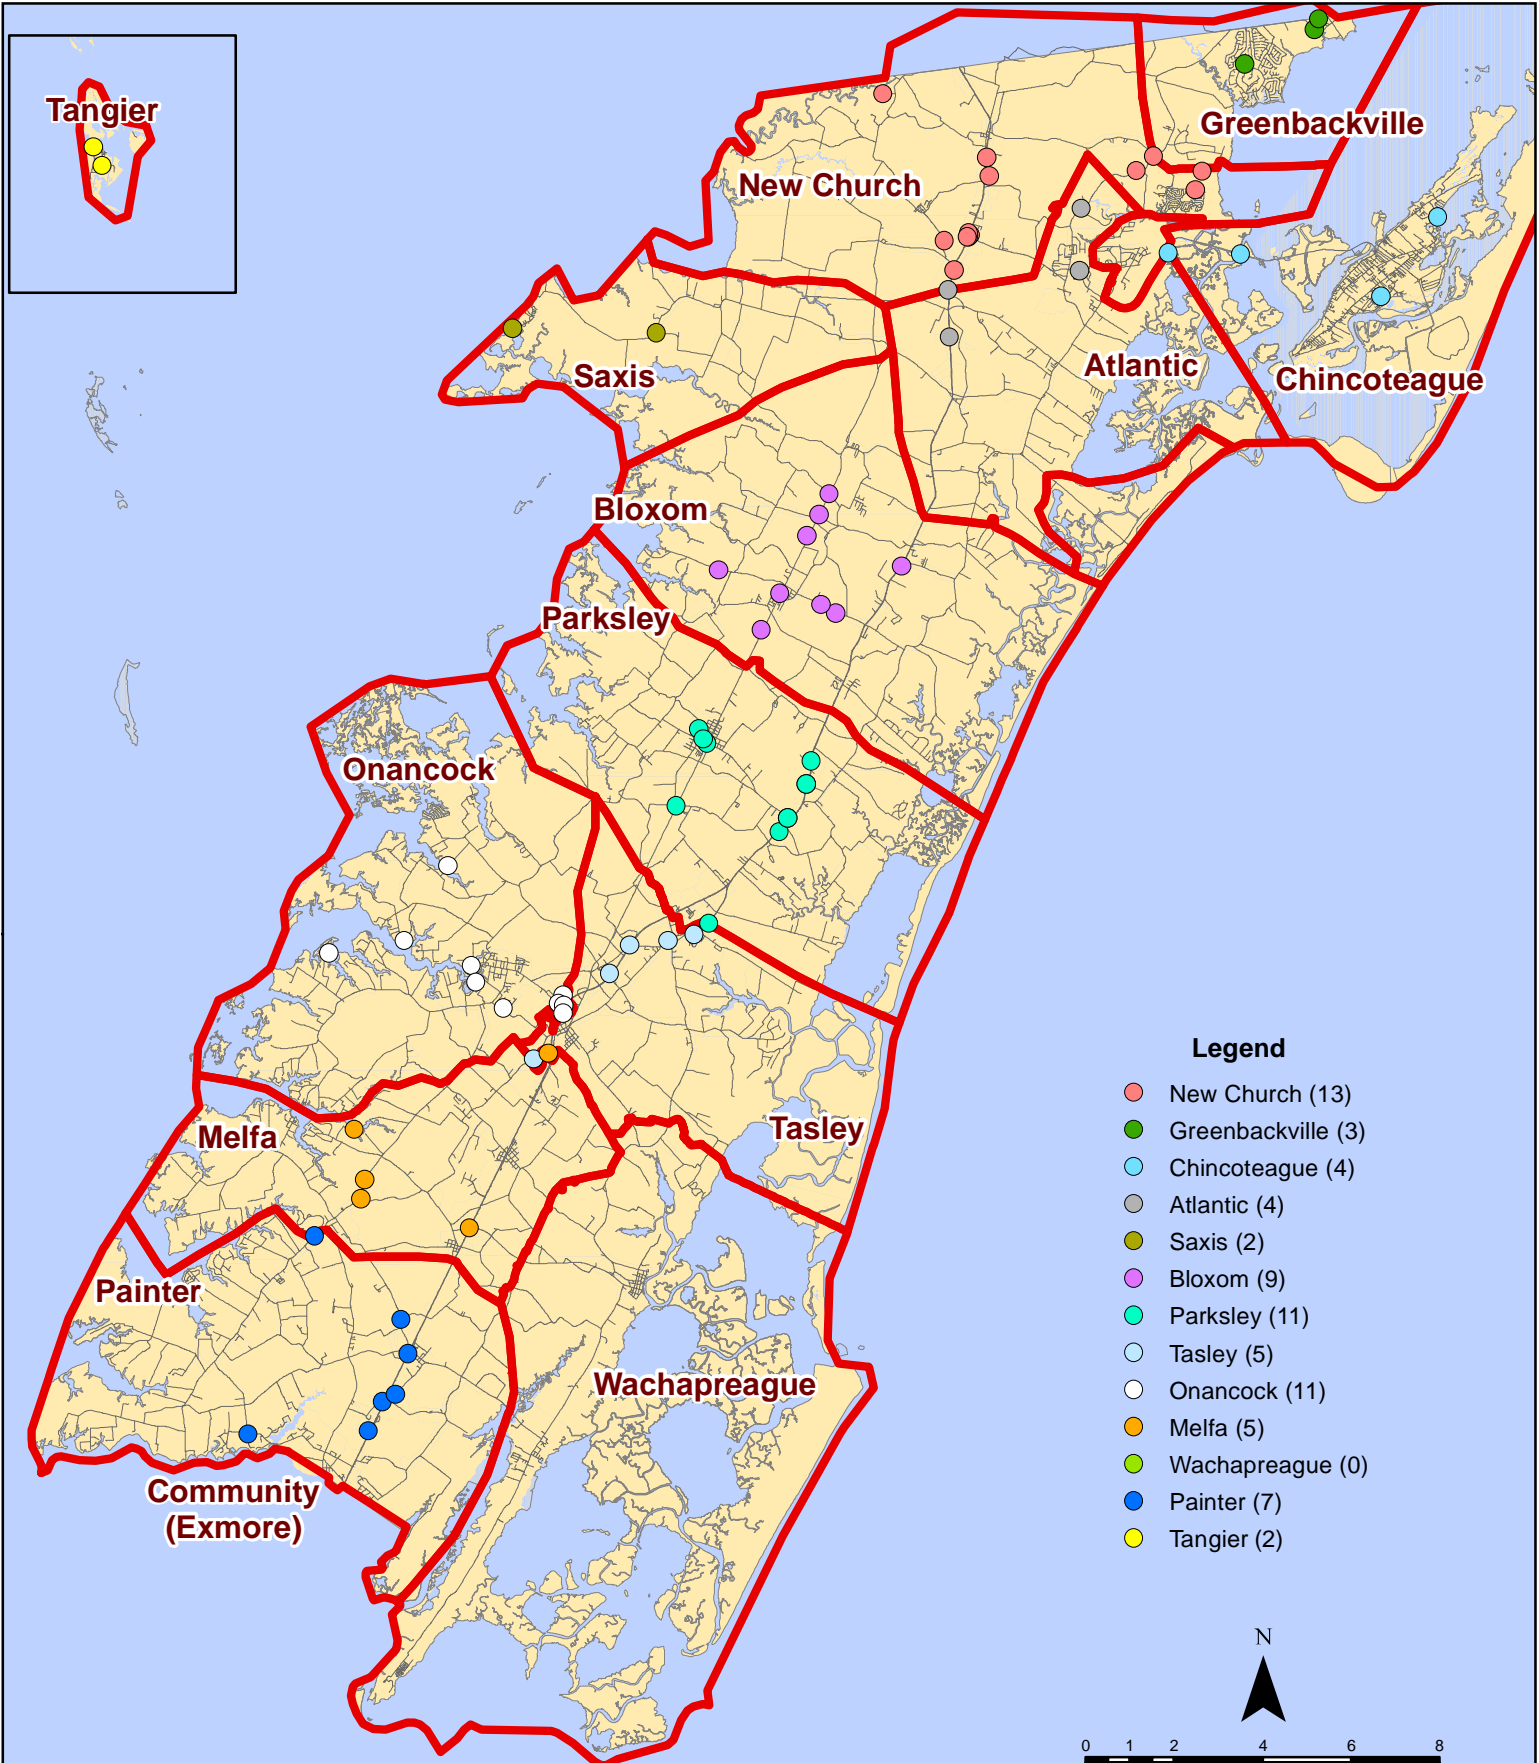 Tangier
Greenbackville
New Church
Atlantic
Saxis
Chincoteague
Bloxom
Parksley
Onancock
Tasley
Melfa
Painter
Wachapreague
Community
(Exmore)
Legend
New Church (13)
Greenbackville (3)
Chincoteague (4)
Atlantic (4)
Saxis (2)
Bloxom (9)
Parksley (11)
Tasley (5)
Onancock (11)
Melfa (5)
Wachapreague (0)
Painter (7)
Tangier (2)
N
0 1 2 4 6 8